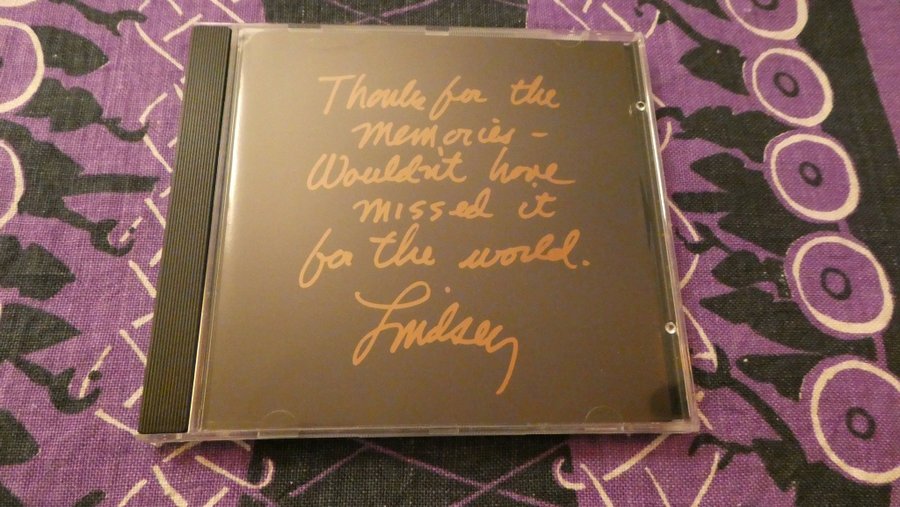 Thanks for the
memories -
Wouldn't have
missed it
for the world.
Lindsey